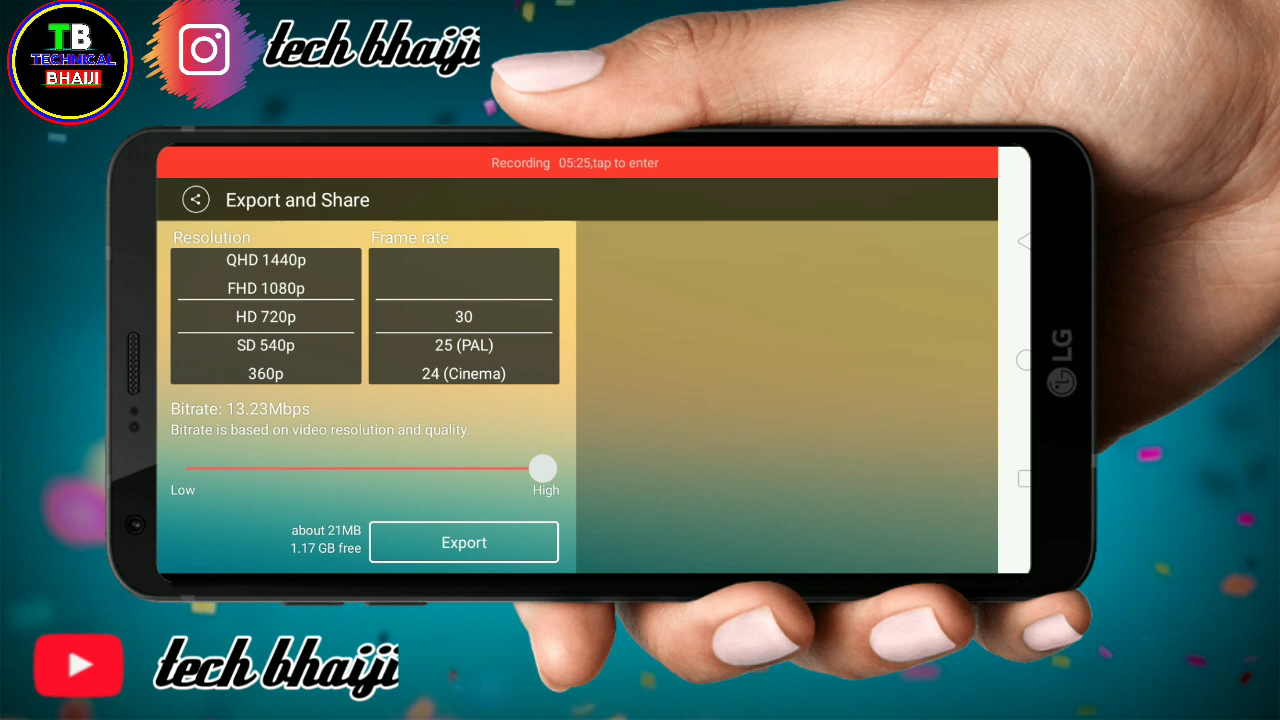 TB
TECHNICAL
BHAIJI
tech bhaiji
Recording 05:25,tap to enter
Export and Share
Resolution
Frame rate
QHD 1440p
FHD 1080p
HD 720p
SD 540p
360p
30
25 (PAL)
24 (Cinema)
Bitrate: 13.23Mbps
Bitrate is based on video resolution and quality.
Low
High
about 21MB
1.17 GB free
Export
LG
tech bhaiji